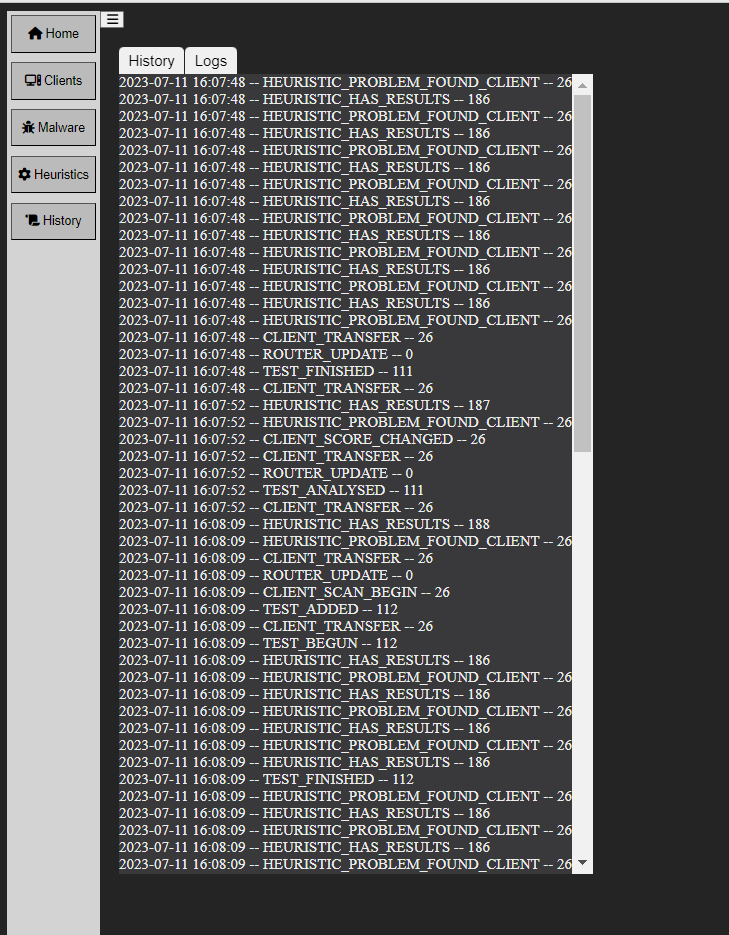 Home
Clients
Malware
Heuristics
History
History Logs
2023-07-11 16:07:48 -- HEURISTIC_PROBLEM_FOUND_CLIENT -- 26
2023-07-11 16:07:48 -- HEURISTIC_HAS_RESULTS -- 186
2023-07-11 16:07:48 -- HEURISTIC_PROBLEM_FOUND_CLIENT -- 26
2023-07-11 16:07:48 -- HEURISTIC_HAS_RESULTS -- 186
2023-07-11 16:07:48 -- HEURISTIC_PROBLEM_FOUND_CLIENT -- 26
2023-07-11 16:07:48 -- HEURISTIC_HAS_RESULTS -- 186
2023-07-11 16:07:48 -- HEURISTIC_PROBLEM_FOUND_CLIENT -- 26
2023-07-11 16:07:48 -- HEURISTIC_HAS_RESULTS -- 186
2023-07-11 16:07:48 -- HEURISTIC_PROBLEM_FOUND_CLIENT -- 26
2023-07-11 16:07:48 -- HEURISTIC_HAS_RESULTS -- 186
2023-07-11 16:07:48 -- HEURISTIC_PROBLEM_FOUND_CLIENT -- 26
2023-07-11 16:07:48 -- HEURISTIC_HAS_RESULTS -- 186
2023-07-11 16:07:48 -- HEURISTIC_PROBLEM_FOUND_CLIENT -- 26
2023-07-11 16:07:48 -- HEURISTIC_HAS_RESULTS -- 186
2023-07-11 16:07:48 -- HEURISTIC_PROBLEM_FOUND_CLIENT -- 26
2023-07-11 16:07:48 -- CLIENT_TRANSFER -- 26
2023-07-11 16:07:48 -- ROUTER_UPDATE -- 0
2023-07-11 16:07:48 -- TEST_FINISHED -- 111
2023-07-11 16:07:48 -- CLIENT_TRANSFER -- 26
2023-07-11 16:07:52 -- HEURISTIC_HAS_RESULTS -- 187
2023-07-11 16:07:52 -- HEURISTIC_PROBLEM_FOUND_CLIENT -- 26
2023-07-11 16:07:52 -- CLIENT_SCORE_CHANGED -- 26
2023-07-11 16:07:52 -- CLIENT_TRANSFER -- 26
2023-07-11 16:07:52 -- ROUTER_UPDATE -- 0
2023-07-11 16:07:52 -- TEST_ANALYSED -- 111
2023-07-11 16:07:52 -- CLIENT_TRANSFER -- 26
2023-07-11 16:08:09 -- HEURISTIC_HAS_RESULTS -- 188
2023-07-11 16:08:09 -- HEURISTIC_PROBLEM_FOUND_CLIENT -- 26
2023-07-11 16:08:09 -- CLIENT_TRANSFER -- 26
2023-07-11 16:08:09 -- ROUTER_UPDATE -- 0
2023-07-11 16:08:09 -- CLIENT_SCAN_BEGIN -- 26
2023-07-11 16:08:09 -- TEST_ADDED -- 112
2023-07-11 16:08:09 -- CLIENT_TRANSFER -- 26
2023-07-11 16:08:09 -- TEST_BEGUN -- 112
2023-07-11 16:08:09 -- HEURISTIC_HAS_RESULTS -- 186
2023-07-11 16:08:09 -- HEURISTIC_PROBLEM_FOUND_CLIENT -- 26
2023-07-11 16:08:09 -- HEURISTIC_HAS_RESULTS -- 186
2023-07-11 16:08:09 -- HEURISTIC_PROBLEM_FOUND_CLIENT -- 26
2023-07-11 16:08:09 -- HEURISTIC_HAS_RESULTS -- 186
2023-07-11 16:08:09 -- HEURISTIC_PROBLEM_FOUND_CLIENT -- 26
2023-07-11 16:08:09 -- HEURISTIC_HAS_RESULTS -- 186
2023-07-11 16:08:09 -- TEST_FINISHED -- 112
2023-07-11 16:08:09 -- HEURISTIC_PROBLEM_FOUND_CLIENT -- 26
2023-07-11 16:08:09 -- HEURISTIC_HAS_RESULTS -- 186
2023-07-11 16:08:09 -- HEURISTIC_PROBLEM_FOUND_CLIENT -- 26
2023-07-11 16:08:09 -- HEURISTIC_HAS_RESULTS -- 186
2023-07-11 16:08:09 -- HEURISTIC_PROBLEM_FOUND_CLIENT -- 26